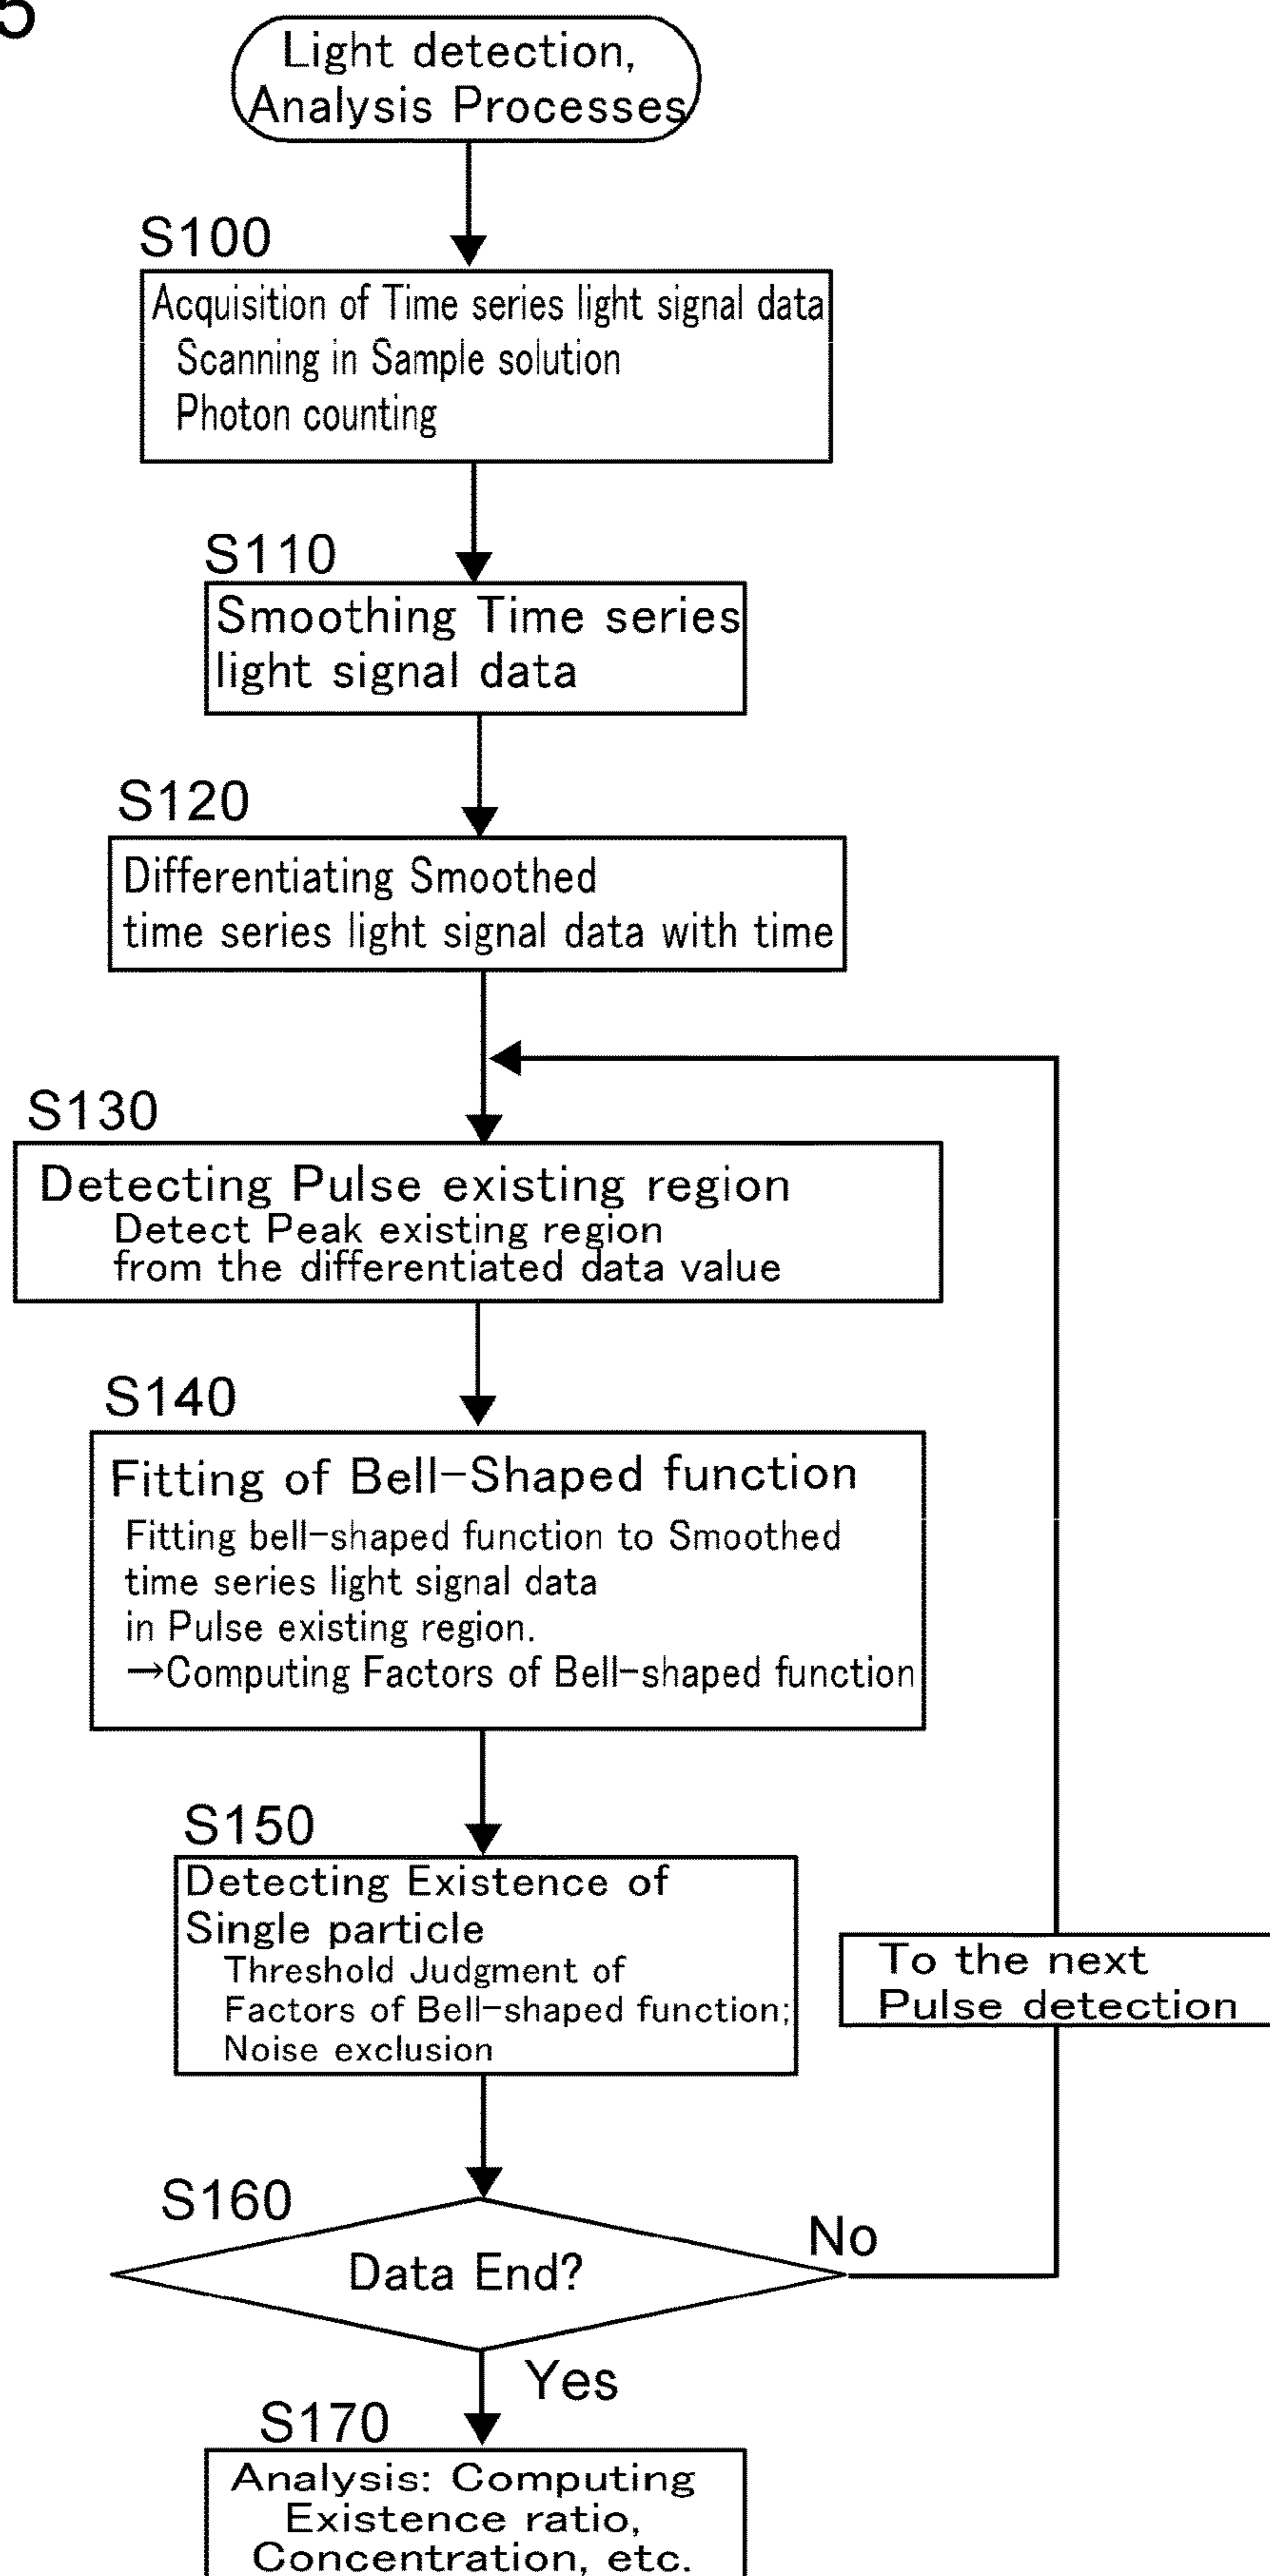 5
Light detection,
Analysis Processes
S100
Acquisition of Time series light signal data
Scanning in Sample solution
Photon counting
S110
Smoothing Time series
light signal data
S120
Differentiating Smoothed
time series light signal data with time
S130
Detecting Pulse existing region
Detect Peak existing region
from the differentiated data value
S140
Fitting of Bell-Shaped function
Fitting bell-shaped function to Smoothed
time series light signal data
in Pulse existing region.
→Computing Factors of Bell-shaped function
S150
Detecting Existence of
Single particle
Threshold Judgment of
Factors of Bell-shaped function;
Noise exclusion
To the next
Pulse detection
S160
Data End?
No
Yes
S170
Analysis: Computing
Existence ratio,
Concentration, etc.